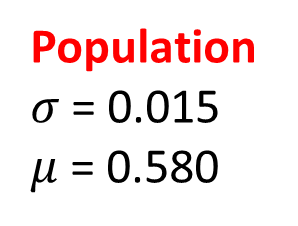 Population
σ = 0.015
μ = 0.580